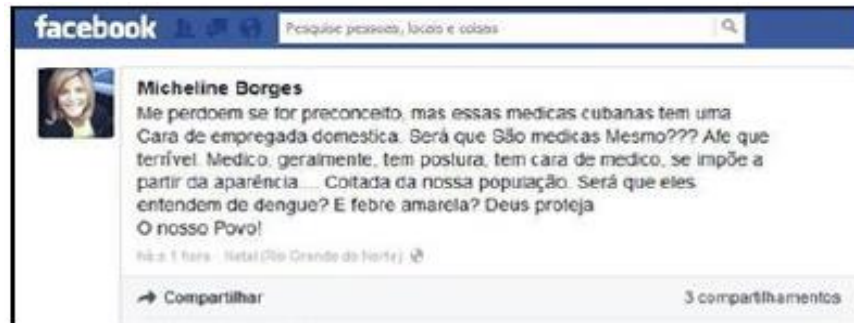 facebook
Pesquise pessoas, locais e coisas
Micheline Borges
Me perdoem se for preconceito, mas essas medicas cubanas tem uma
Cara de empregada domestica. Será que São medicas Mesmo??? Afe que
terrível. Medico, geralmente, tem postura, tem cara de medico, se impõe a
partir da aparência.... Coitada da nossa população. Será que eles
entendem de dengue? E febre amarela? Deus proteja
O nosso Povo!
há ± 1 hora · Natal (Rio Grande do Norte)
Compartilhar
3 compartilhamentos